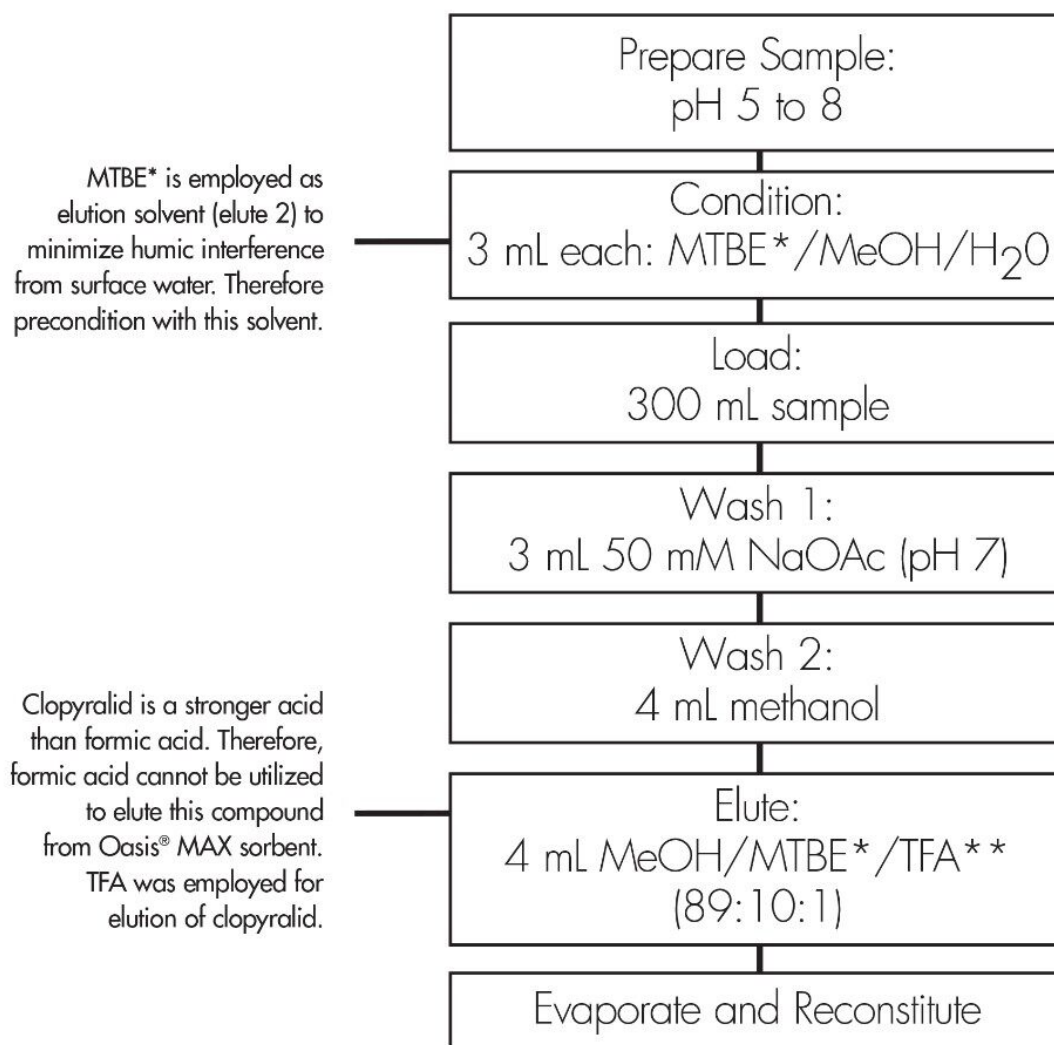 Prepare Sample:
pH 5 to 8
MTBE* is employed as
elution solvent (elute 2) to
minimize humic interference
from surface water. Therefore
precondition with this solvent.
Condition:
3 mL each: MTBE*/MeOH/H₂0
Load:
300 mL sample
Wash 1:
3 mL 50 mM NaOAc (pH 7)
Wash 2:
4 mL methanol
Clopyralid is a stronger acid
than formic acid. Therefore,
formic acid cannot be utilized
to elute this compound
from Oasis® MAX sorbent.
TFA was employed for
elution of clopyralid.
Elute:
4 mL MeOH/MTBE*/TFA**
(89:10:1)
Evaporate and Reconstitute